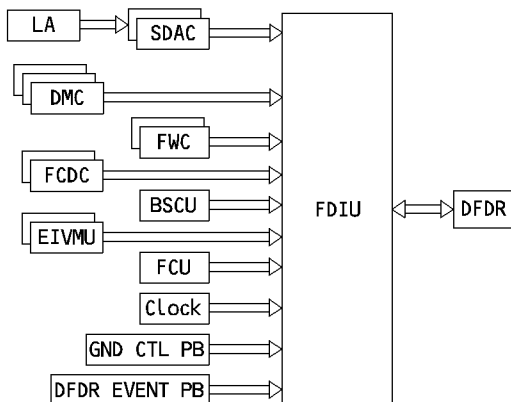 LA
SDAC
DMC
FWC
FCDC
BSCU
FDIU
DFDR
EIVMU
FCU
Clock
GND CTL PB
DFDR EVENT PB